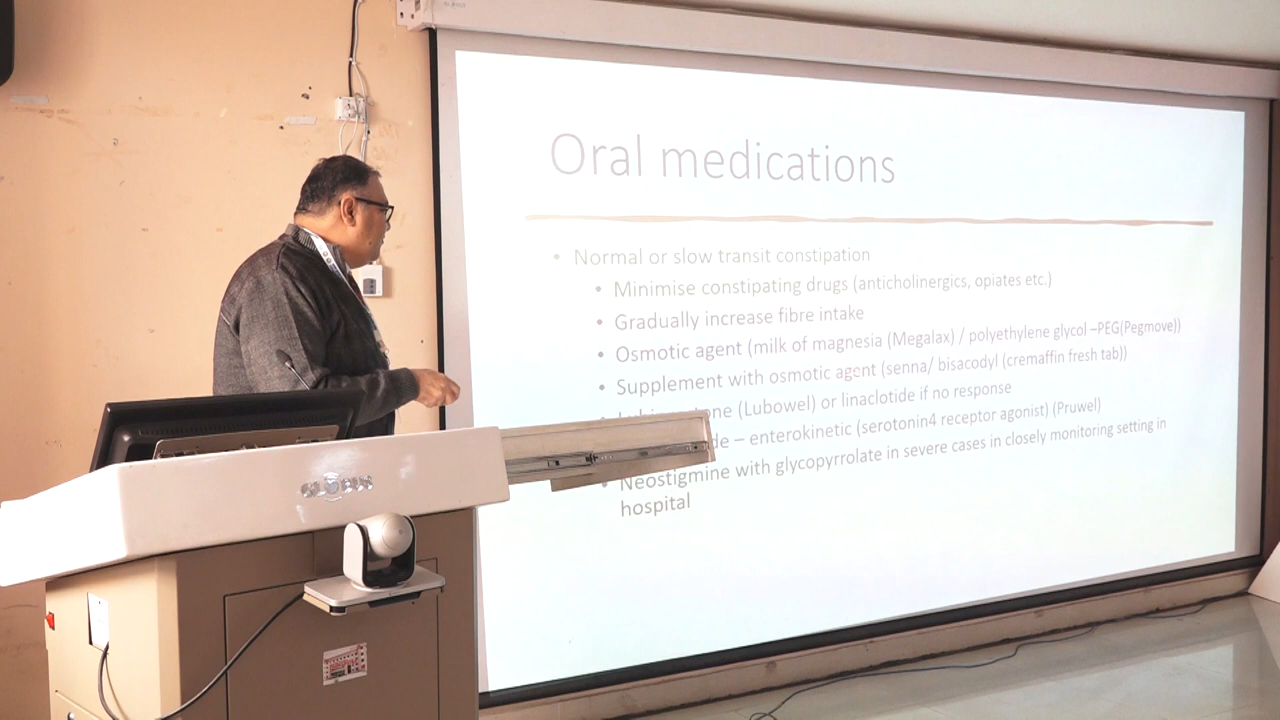 Oral medications
• Normal or slow transit constipation
• Minimise constipating drugs (anticholinergics, opiates etc.)
• Gradually increase fibre intake
• Osmotic agent (milk of magnesia (Megalax) / polyethylene glycol –PEG(Pegmove))
• Supplement with osmotic agent (senna/ bisacodyl (cremaffin fresh tab))
(Lubowel) or linaclotide if no response
– enterokinetic (serotonin4 receptor agonist) (Pruwel)
• Neostigmine with glycopyrrolate in severe cases in closely monitoring setting in
hospital
GLOBUS